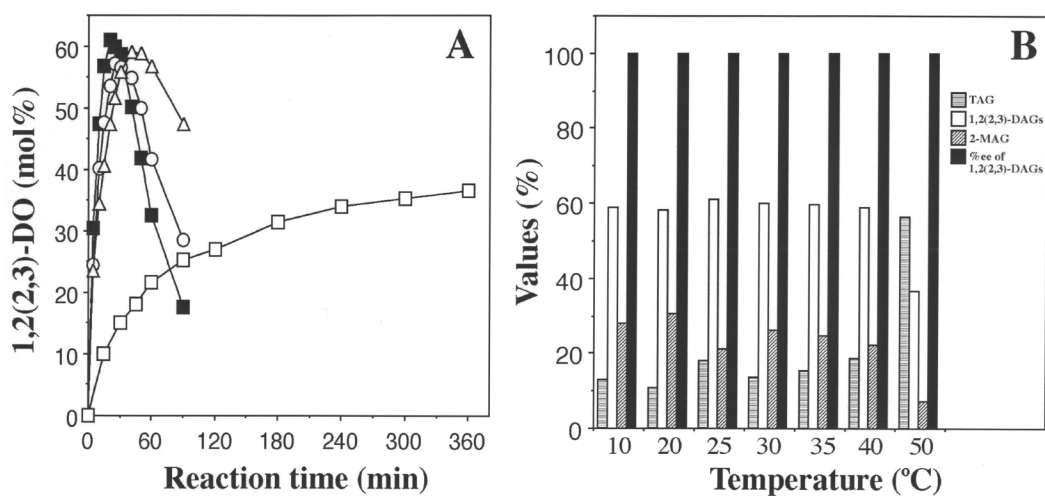 A
1,2(2,3)-DO (mol%)
60
50
40
30
20
10
0
0 60 120 180 240 300 360
Reaction time (min)
B
Values (%)
100
80
60
40
20
0
TAG
1,2(2,3)-DAGs
2-MAG
%ee of
1,2(2,3)-DAGs
10 20 25 30 35 40 50
Temperature (ºC)